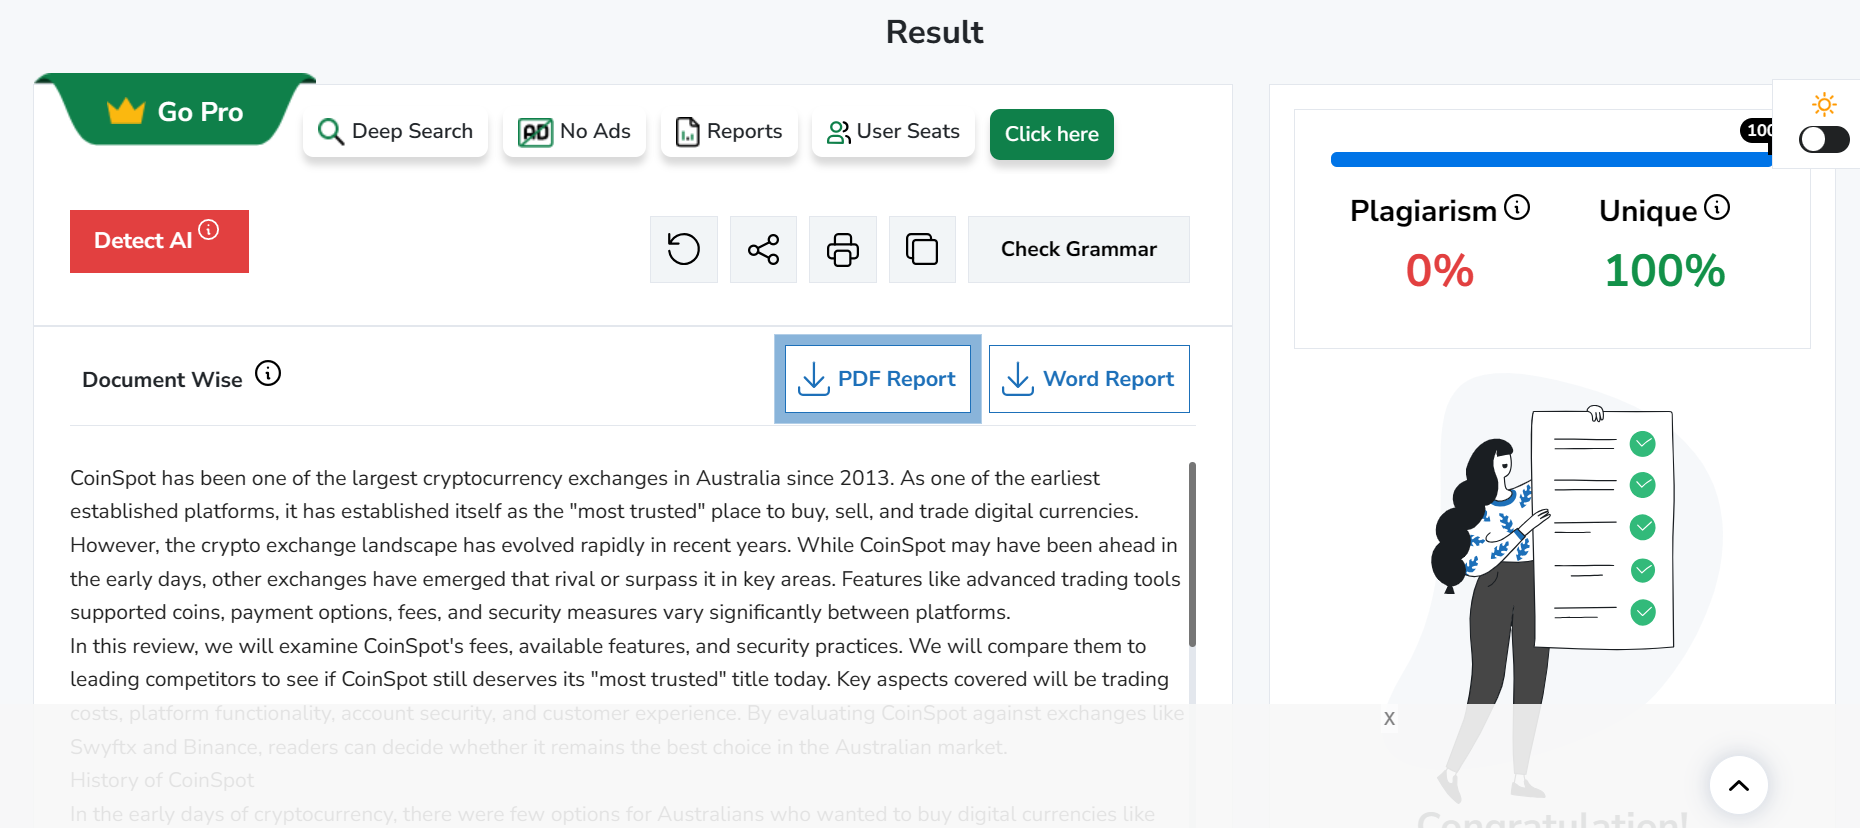 Result
Go Pro
Deep Search
AD No Ads
Reports
User Seats
Click here
Detect AI
Check Grammar
Document Wise
PDF Report
Word Report
CoinSpot has been one of the largest cryptocurrency exchanges in Australia since 2013. As one of the earliest
established platforms, it has established itself as the "most trusted" place to buy, sell, and trade digital currencies.
However, the crypto exchange landscape has evolved rapidly in recent years. While CoinSpot may have been ahead in
the early days, other exchanges have emerged that rival or surpass it in key areas. Features like advanced trading tools
supported coins, payment options, fees, and security measures vary significantly between platforms.
In this review, we will examine CoinSpot's fees, available features, and security practices. We will compare them to
leading competitors to see if CoinSpot still deserves its "most trusted" title today. Key aspects covered will be trading
costs, platform functionality, account security, and customer experience. By evaluating CoinSpot against exchanges like
Swyftx and Binance, readers can decide whether it remains the best choice in the Australian market.
History of CoinSpot
In the early days of cryptocurrency, there were few options for Australians who wanted to buy digital currencies like
100
Plagiarism
Unique
0%
100%
X
Congratulation!